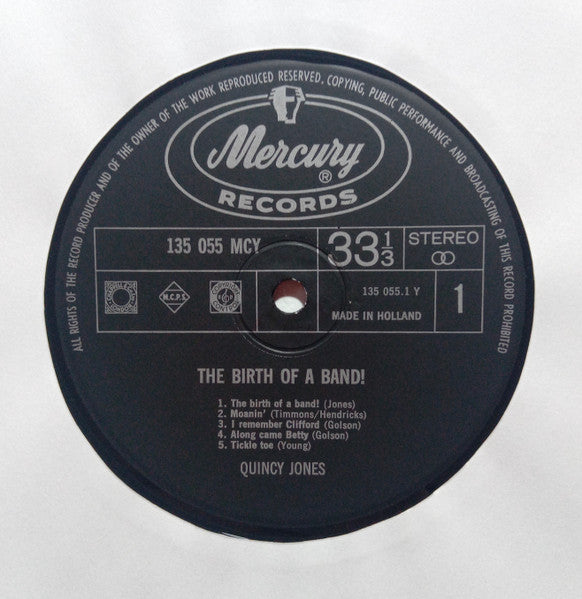 ALL RIGHTS OF THE RECORD PRODUCER AND OF THE OWNER OF THE WORK REPRODUCED RESERVED. COPYING, PUBLIC PERFORMANCE AND BROADCASTING OF THIS RECORD PROHIBITED
Mercury ®
RECORDS
135 055 MCY
33 1/3
STEREO
M.C.P.S.
135 055.1 Y
MADE IN HOLLAND
1
THE BIRTH OF A BAND!
1. The birth of a band! (Jones)
2. Moanin' (Timmons/Hendricks)
3. I remember Clifford (Golson)
4. Along came Betty (Golson)
5. Tickle toe (Young)
QUINCY JONES